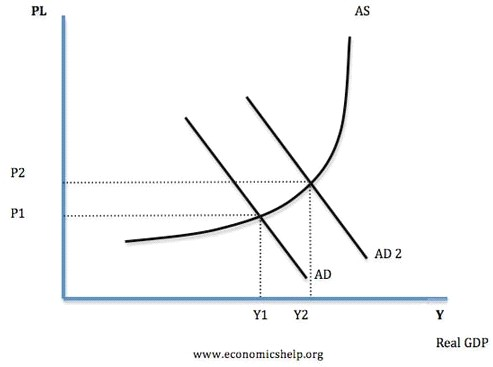 PL
AS
P2
P1
AD 2
AD
Y1
Y2
Y
Real GDP
www.economicshelp.org